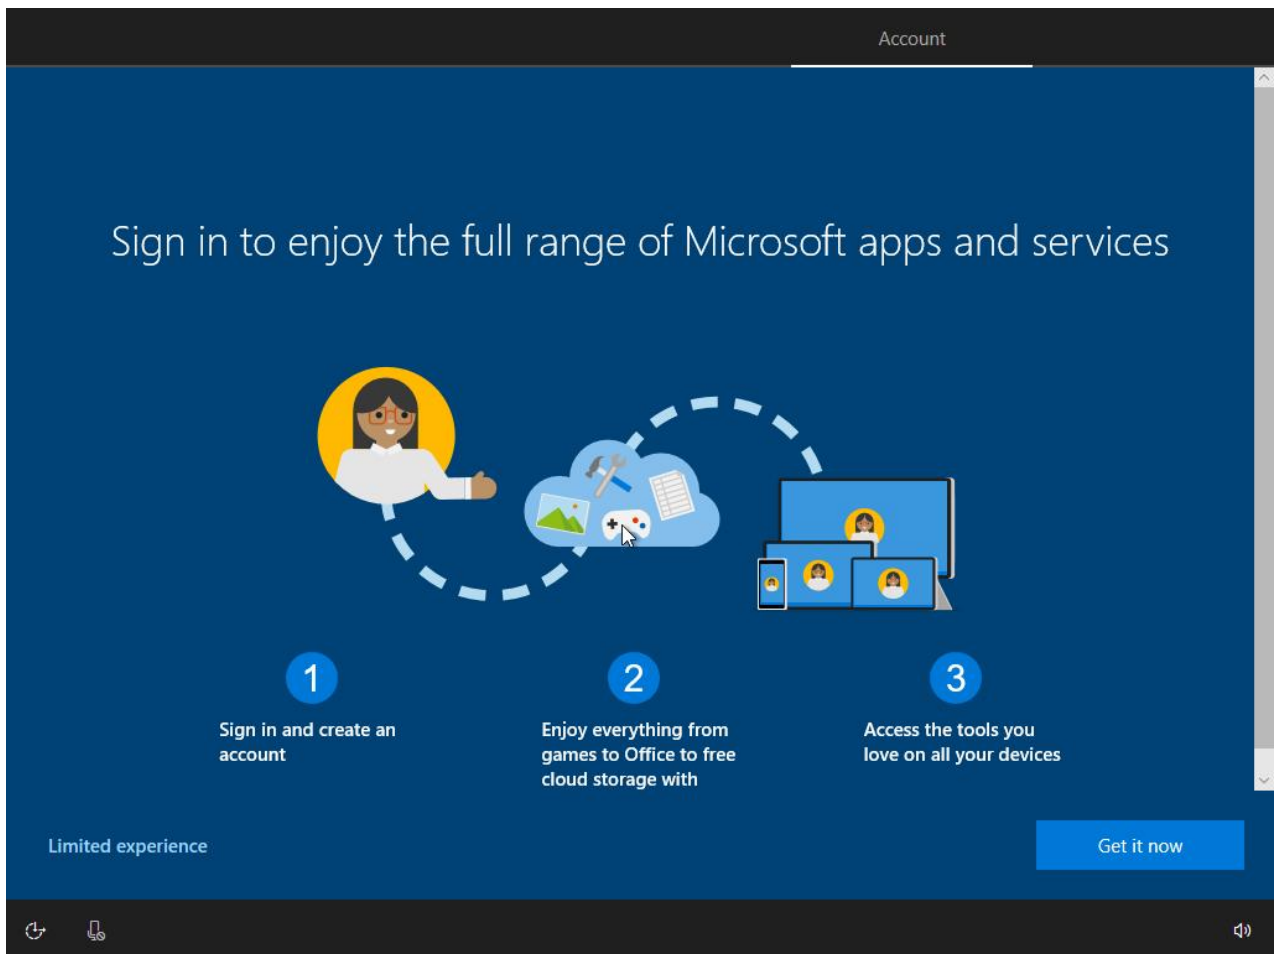 Account
Sign in to enjoy the full range of Microsoft apps and services
1
Sign in and create an
account
2
Enjoy everything from
games to Office to free
cloud storage with
3
Access the tools you
love on all your devices
Limited experience
Get it now